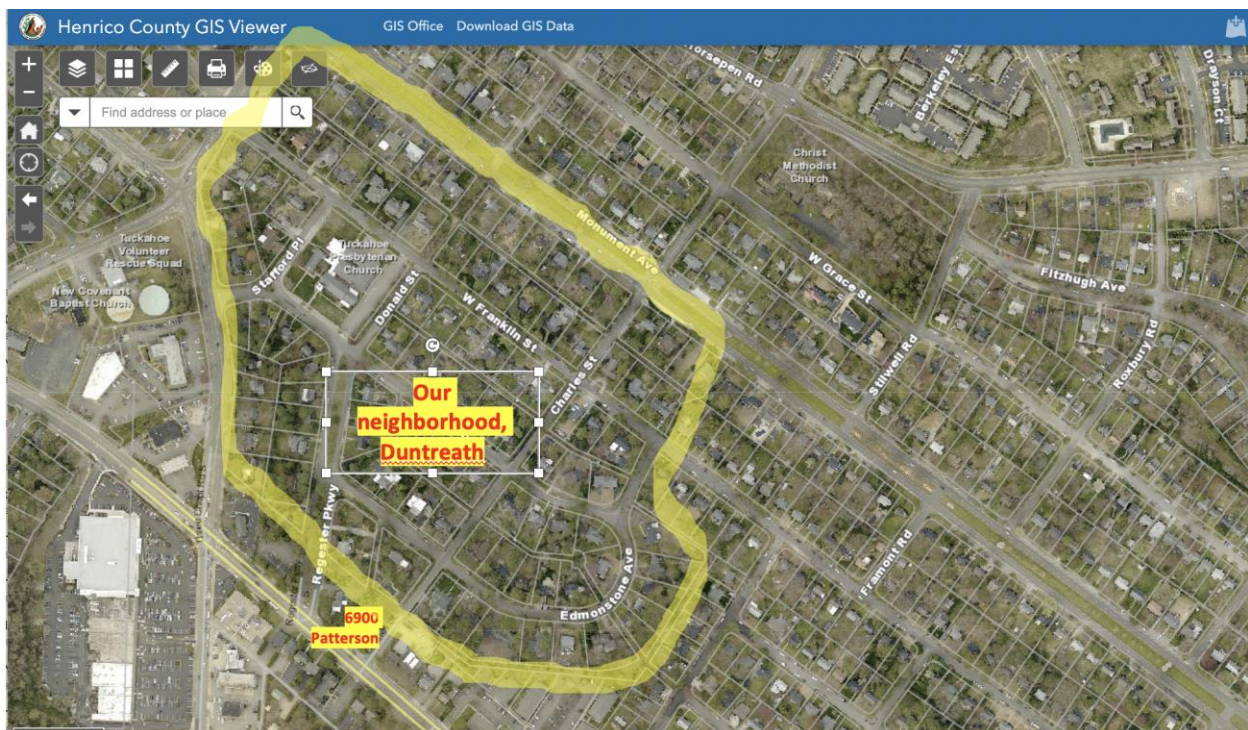 Henrico County GIS Viewer
GIS Office
Download GIS Data
Find address or place
Horsepen Rd
Drayson Ct
Christ
Methodist
Church
Monument Ave
W Grace St
Fitzhugh Ave
Roxbury Rd
Stilwell Rd
Tuckahoe
Volunteer
Rescue Squad
New Covenant
Baptist Church
Stafford Pl
Tuckahoe
Presbyterian
Church
Donald St
W Franklin St
Charles St
Our
neighborhood,
Duntreath
Regester Pkwy
Edmonstone Ave
Framont Rd
6900
Patterson